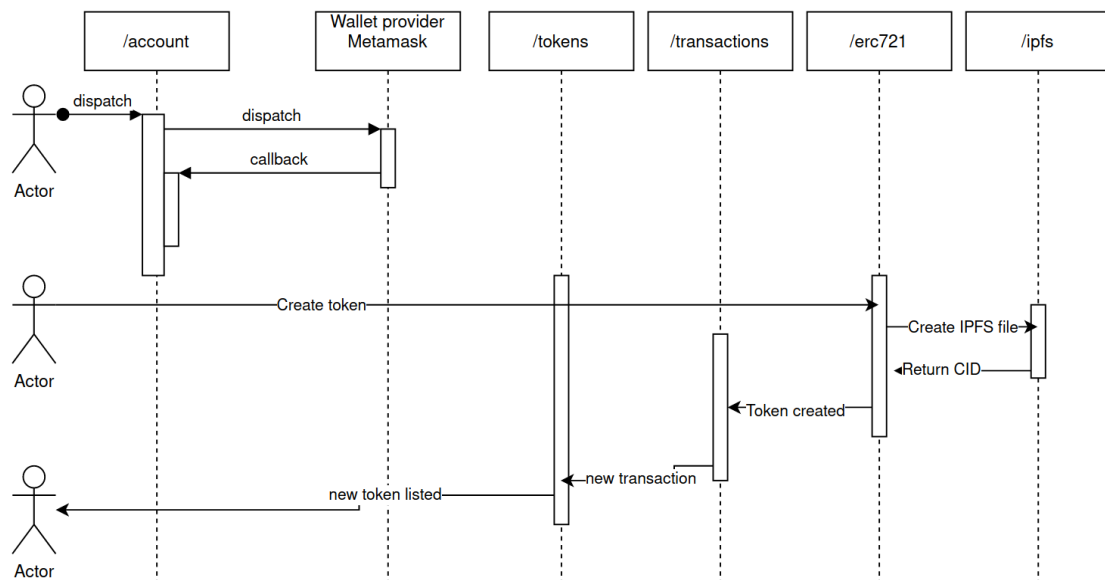 /account
Wallet provider
Metamask
/tokens
/transactions
/erc721
/ipfs
dispatch
dispatch
callback
Actor
Create token
Create IPFS file
Return CID
Actor
Token created
new transaction
new token listed
Actor